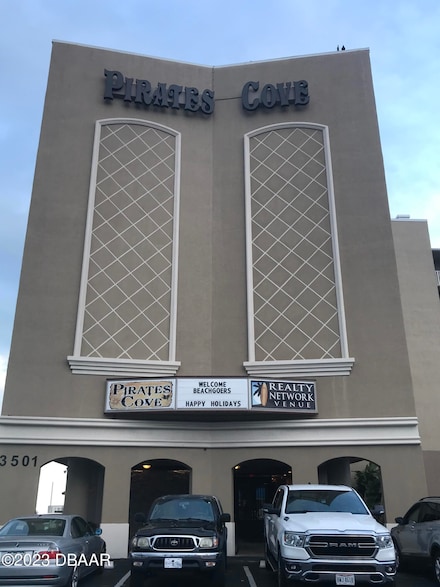 PIRATES COVE
PIRATES COVE
WELCOME
BEACHGOERS
HAPPY HOLIDAYS
REALTY
NETWORK
VENUE
3501
RAM
©2023 DBAAR